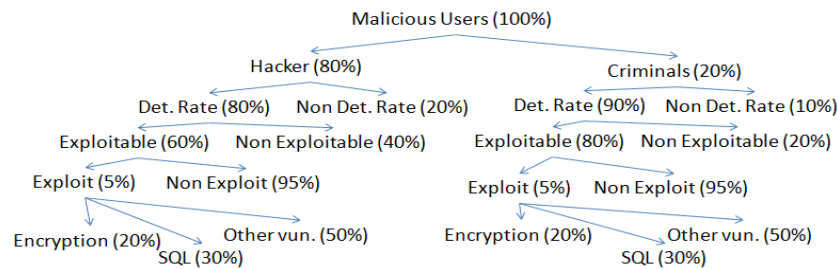 Malicious Users (100%)
Hacker (80%)
Criminals (20%)
Det. Rate (80%) Non Det. Rate (20%)
Det. Rate (90%) Non Det. Rate (10%)
Exploitable (60%) Non Exploitable (40%)
Exploitable (80%) Non Exploitable (20%)
Exploit (5%) Non Exploit (95%)
Exploit (5%) Non Exploit (95%)
Encryption (20%) SQL (30%) Other vun. (50%)
Encryption (20%) SQL (30%) Other vun. (50%)